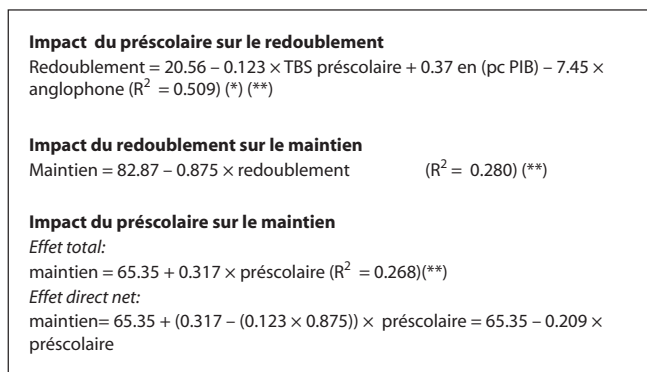 Impact du préscolaire sur le redoublement
Redoublement = 20.56 – 0.123 × TBS préscolaire + 0.37 en (pc PIB) – 7.45 ×
anglophone (R² = 0.509) (*) (**)
Impact du redoublement sur le maintien
Maintien = 82.87 – 0.875 × redoublement (R² = 0.280) (**)
Impact du préscolaire sur le maintien
Effet total:
maintien = 65.35 + 0.317 × préscolaire (R² = 0.268)(**)
Effet direct net:
maintien= 65.35 + (0.317 – (0.123 × 0.875)) × préscolaire = 65.35 – 0.209 ×
préscolaire